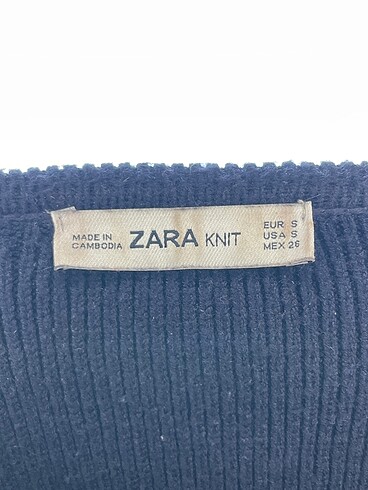 MADE IN
CAMBODIA
ZARA KNIT
EUR S
USA S
MEX 26